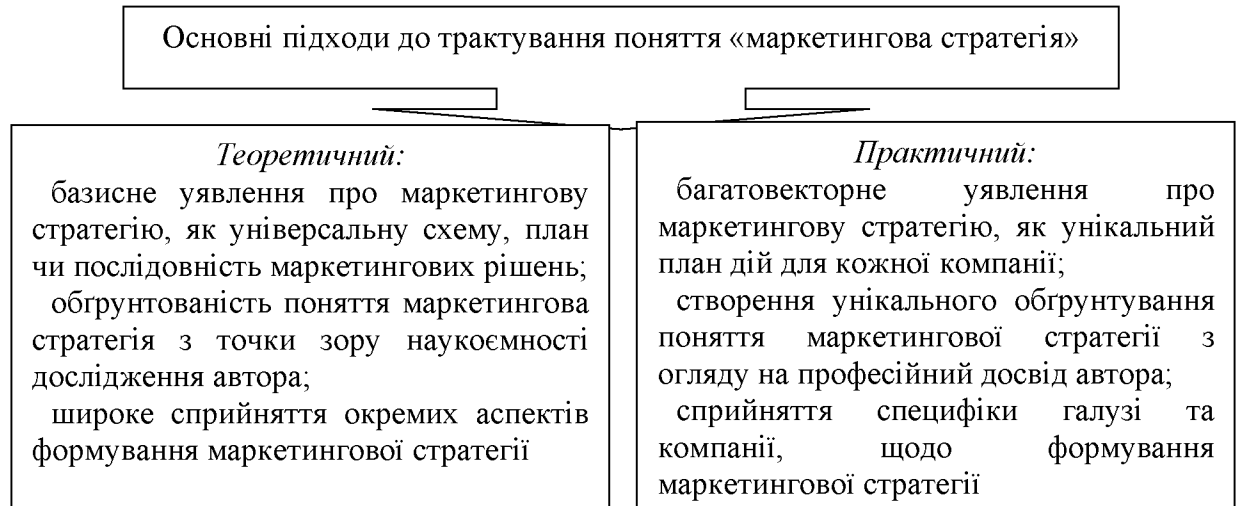 Основні підходи до трактування поняття «маркетингова стратегія»
Теоретичний:
базисне уявлення про маркетингову
стратегію, як універсальну схему, план
чи послідовність маркетингових рішень;
обґрунтованість поняття маркетингова
стратегія з точки зору наукоємності
дослідження автора;
широке сприйняття окремих аспектів
формування маркетингової стратегії
Практичний:
багатовекторне уявлення про
маркетингову стратегію, як унікальний
план дій для кожної компанії;
створення унікального обґрунтування
поняття маркетингової стратегії з
огляду на професійний досвід автора;
сприйняття специфіки галузі та
компанії, щодо формування
маркетингової стратегії